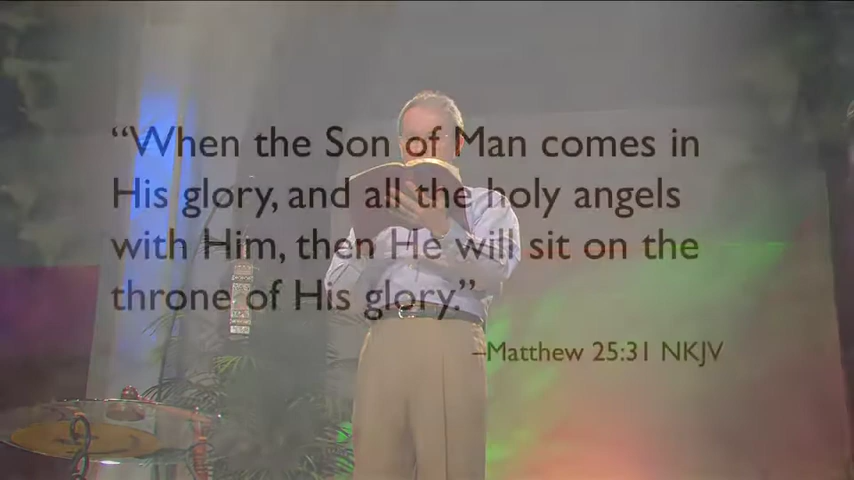 “When the Son of Man comes in
His glory, and all the holy angels
with Him, then He will sit on the
throne of His glory.”
–Matthew 25:31 NKJV